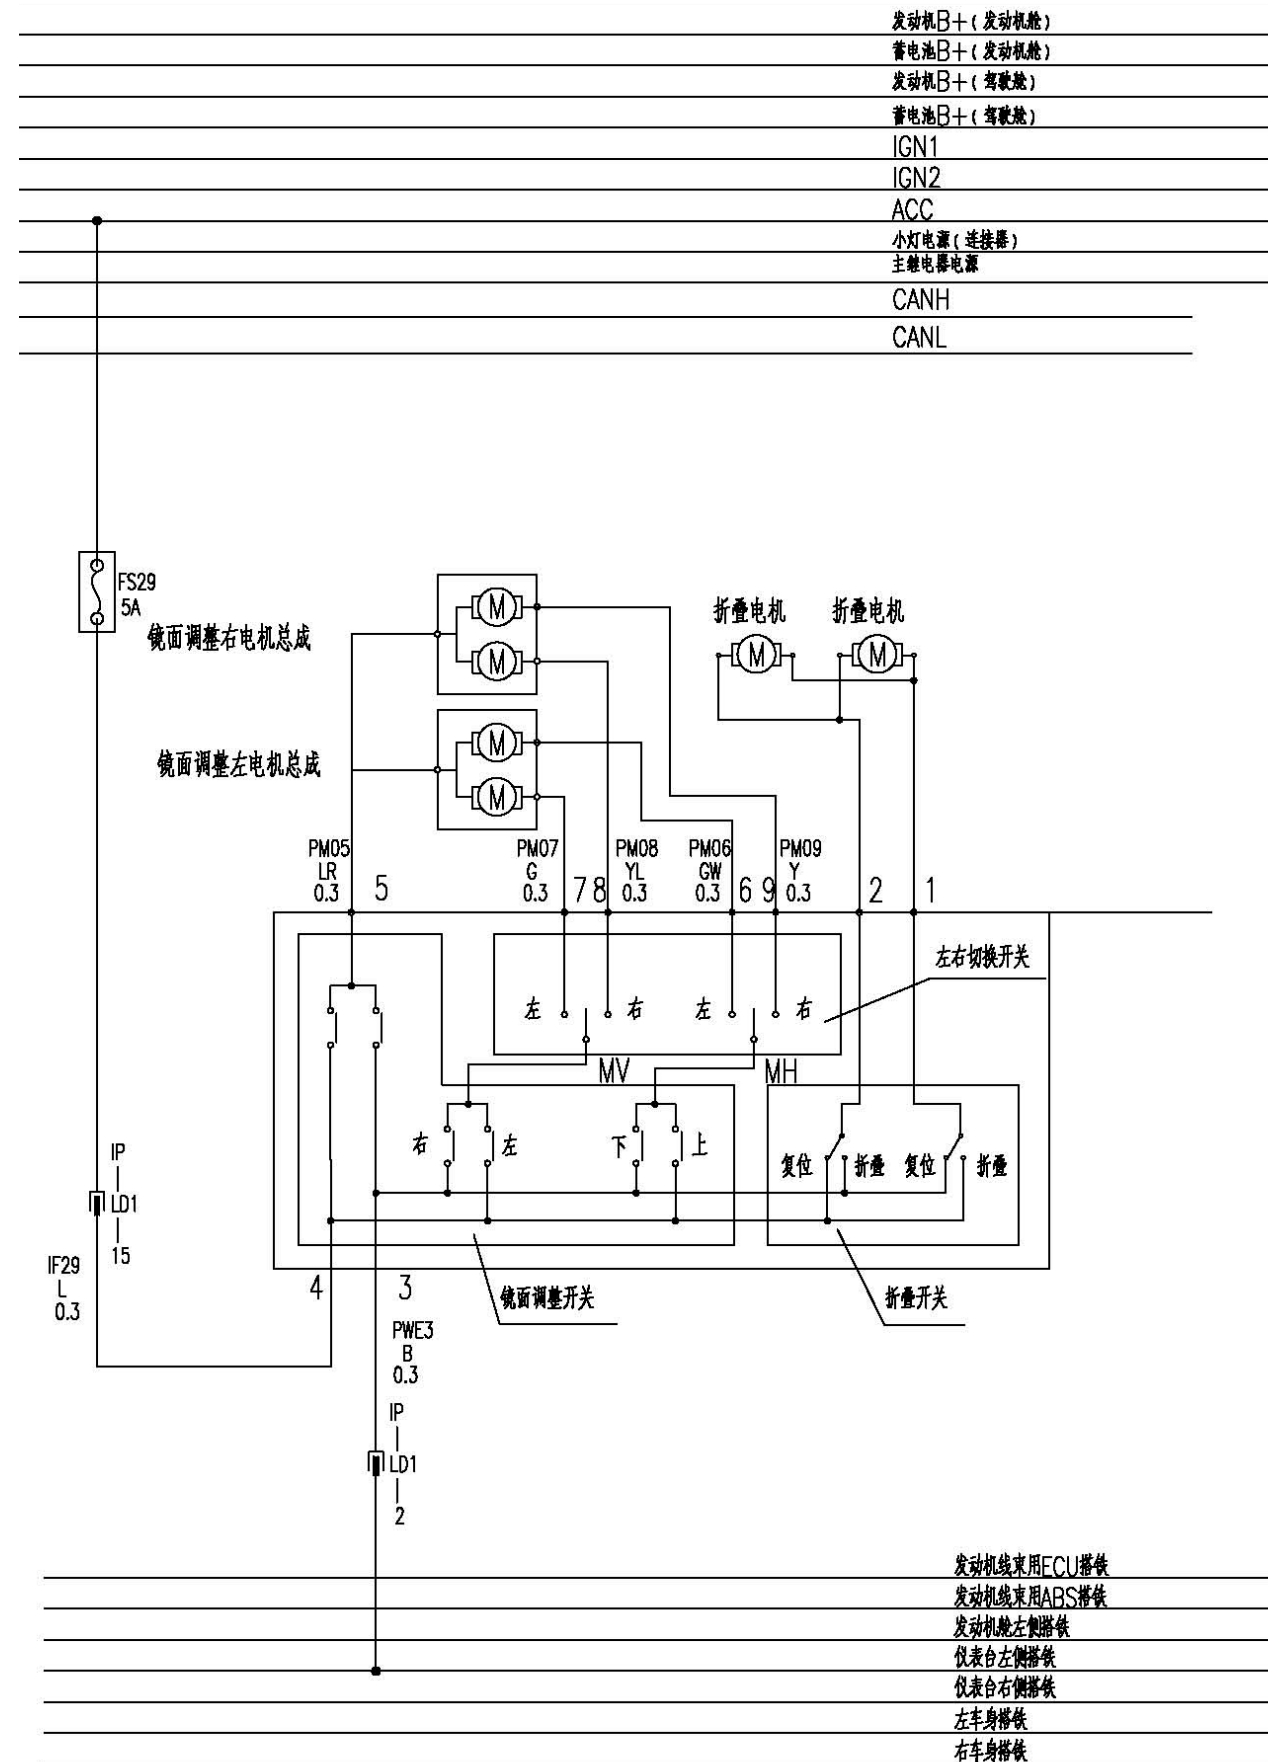 发动机B+(发动机舱)
蓄电池B+(发动机舱)
发动机B+(驾驶舱)
蓄电池B+(驾驶舱)
IGN1
IGN2
ACC
小灯电源(连接器)
主继电器电源
CANH
CANL
FS29
5A
镜面调整右电机总成
M
M
折叠电机
折叠电机
M
M
镜面调整左电机总成
M
M
PM05
LR
0.3
5
PM07
G
0.3
7
8
PM08
YL
0.3
PM06
GW
0.3
6
9
PM09
Y
0.3
2
1
左右切换开关
左
右
左
右
MV
MH
右
左
下
上
复位
折叠
复位
折叠
IP
LD1
15
IF29
L
0.3
4
3
镜面调整开关
折叠开关
PWE3
B
0.3
IP
LD1
2
发动机线束用ECU搭铁
发动机线束用ABS搭铁
发动机舱左侧搭铁
仪表台左侧搭铁
仪表台右侧搭铁
左车身搭铁
右车身搭铁